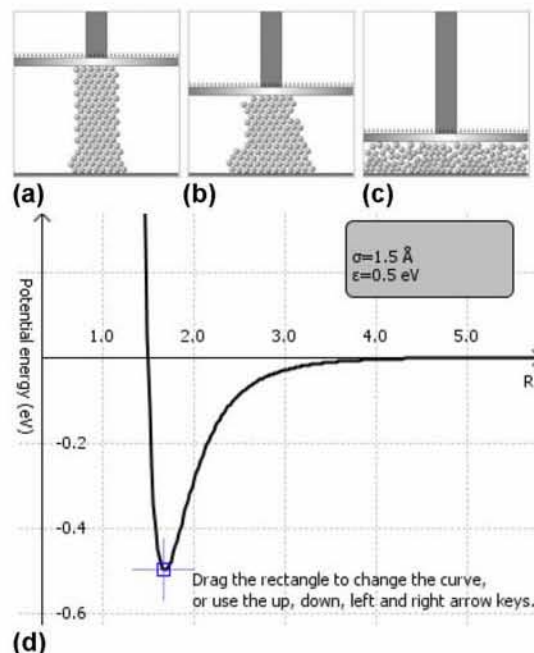 (a)
(b)
(c)
Potential energy (eV)
σ=1.5 Å
ε=0.5 eV
1.0
2.0
3.0
4.0
5.0
R
-0.2
-0.4
-0.6
Drag the rectangle to change the curve,
or use the up, down, left and right arrow keys.
(d)